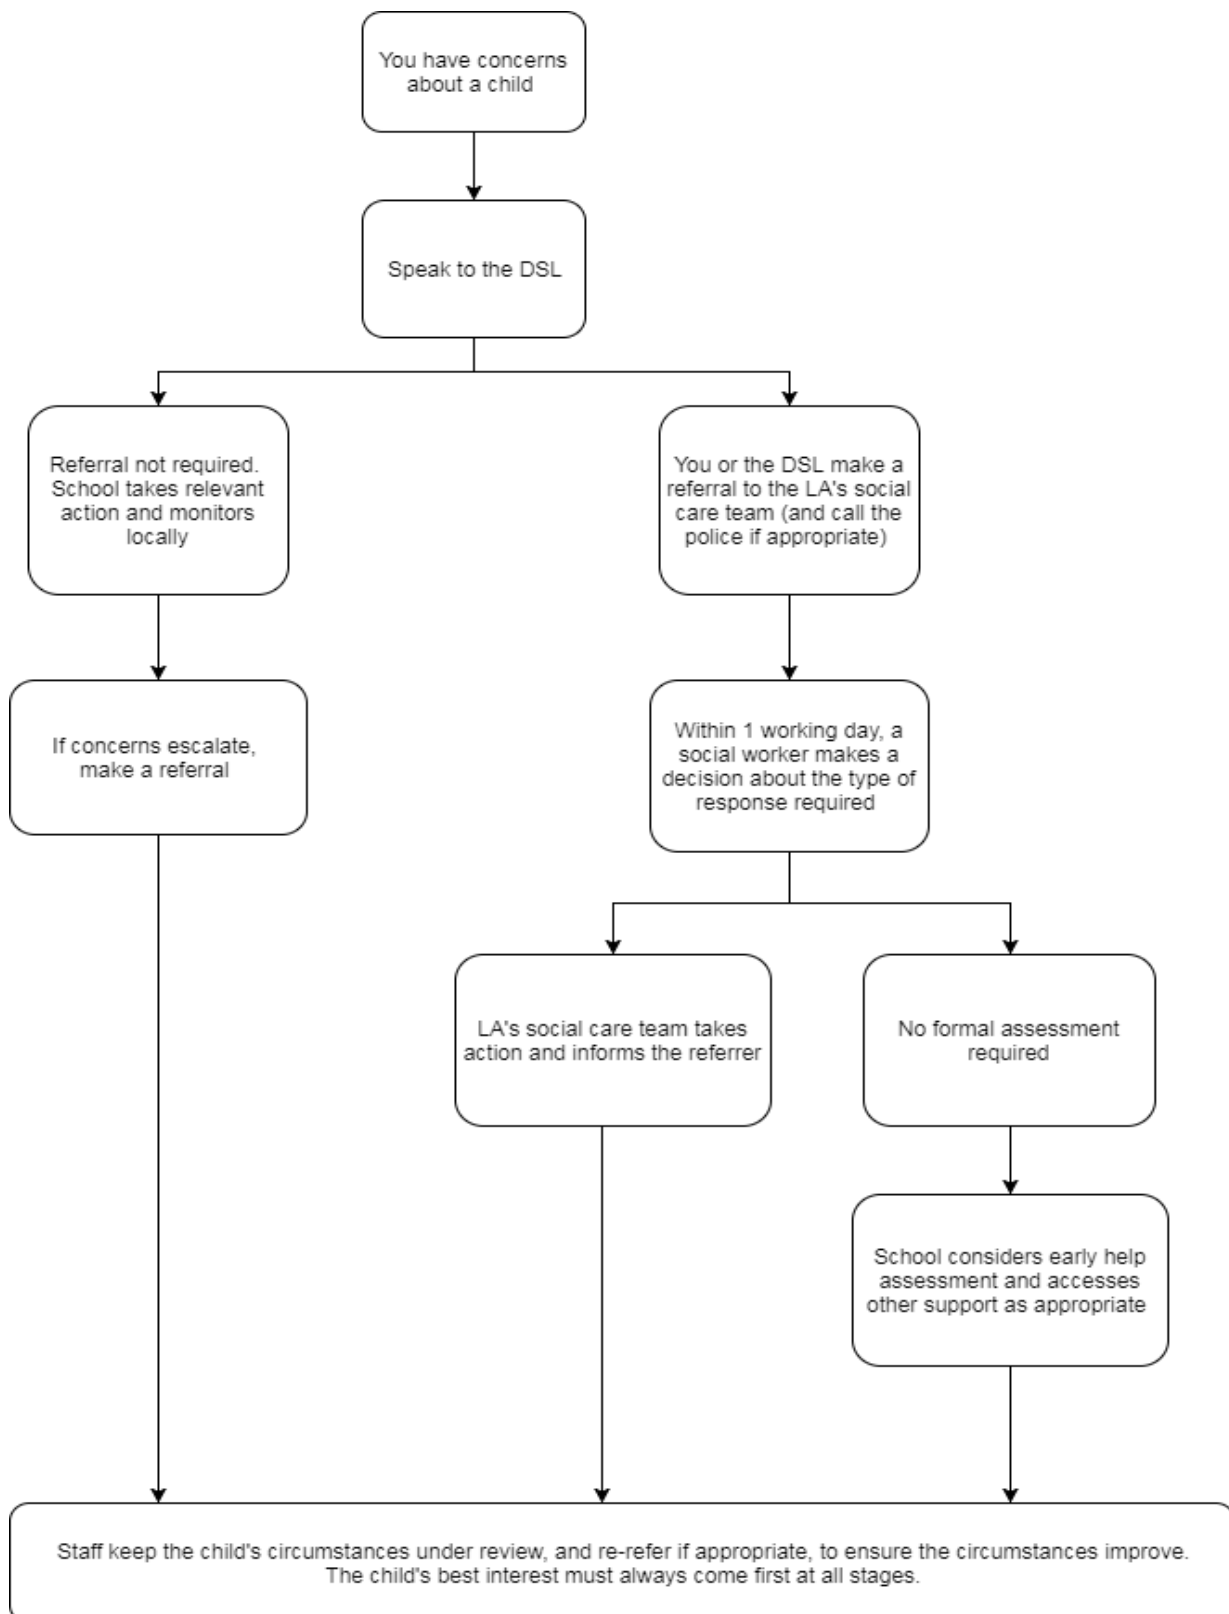 You have concerns
about a child
Speak to the DSL
Referral not required.
School takes relevant
action and monitors
locally
You or the DSL make a
referral to the LA's social
care team (and call the
police if appropriate)
If concerns escalate,
make a referral
Within 1 working day, a
social worker makes a
decision about the type of
response required
LA's social care team takes
action and informs the referrer
No formal assessment
required
School considers early help
assessment and accesses
other support as appropriate
Staff keep the child's circumstances under review, and re-refer if appropriate, to ensure the circumstances improve.
The child's best interest must always come first at all stages.